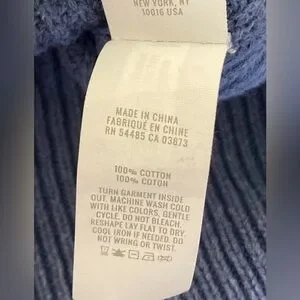 NEW YORK, NY
10016 USA
MADE IN CHINA
FABRIQUÉ EN CHINE
RN 54485 CA 03873
100% COTTON
100% COTON
TURN GARMENT INSIDE
OUT. MACHINE WASH COLD
WITH LIKE COLORS, GENTLE
CYCLE. DO NOT BLEACH.
RESHAPE LAY FLAT TO DRY.
COOL IRON IF NEEDED. DO
NOT WRING OR TWIST.